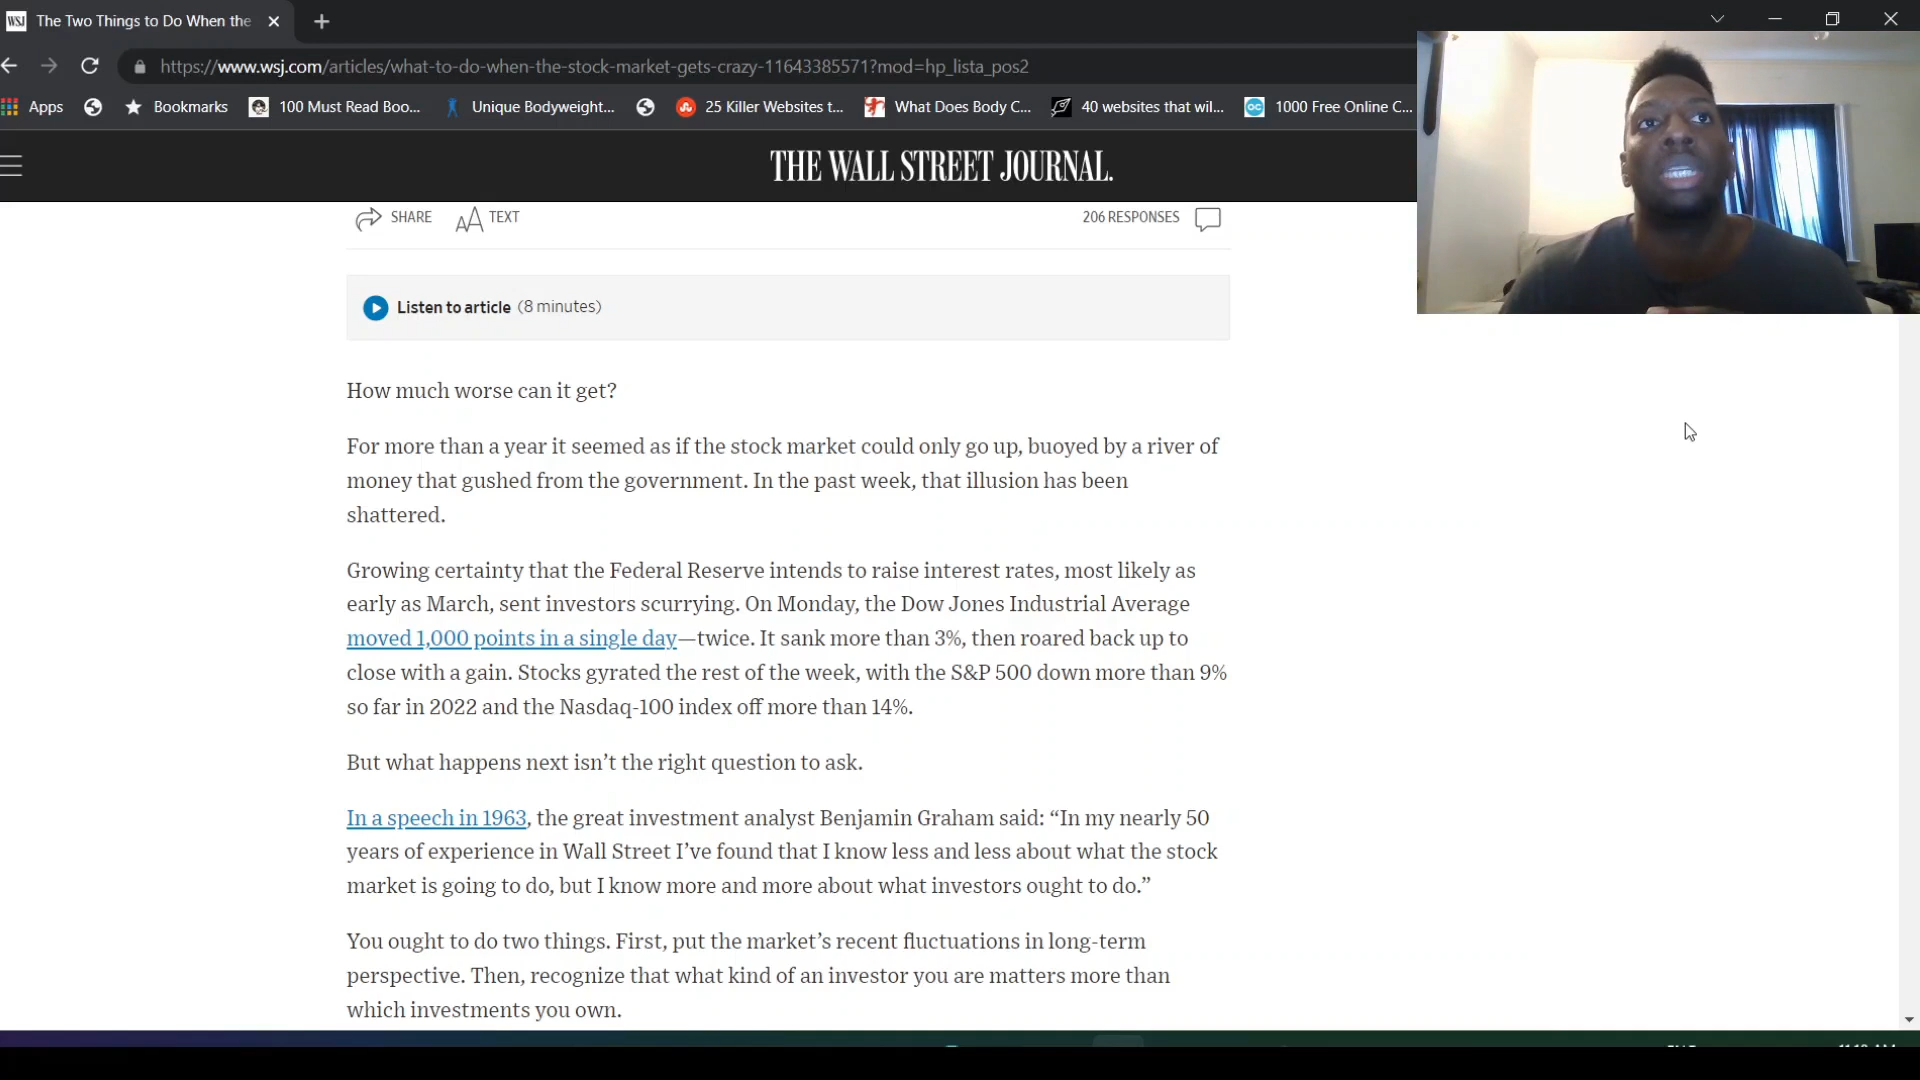 The Two Things to Do When the
https://www.wsj.com/articles/what-to-do-when-the-stock-market-gets-crazy-11643385571?mod=hp_lista_pos2
Apps Bookmarks 100 Must Read Boo... Unique Bodyweight... 25 Killer Websites t... What Does Body C... 40 websites that wil... 1000 Free Online C...
THE WALL STREET JOURNAL.
SHARE TEXT 206 RESPONSES
Listen to article (8 minutes)
How much worse can it get?
For more than a year it seemed as if the stock market could only go up, buoyed by a river of
money that gushed from the government. In the past week, that illusion has been
shattered.
Growing certainty that the Federal Reserve intends to raise interest rates, most likely as
early as March, sent investors scurrying. On Monday, the Dow Jones Industrial Average
moved 1,000 points in a single day—twice. It sank more than 3%, then roared back up to
close with a gain. Stocks gyrated the rest of the week, with the S&P 500 down more than 9%
so far in 2022 and the Nasdaq-100 index off more than 14%.
But what happens next isn’t the right question to ask.
In a speech in 1963, the great investment analyst Benjamin Graham said: “In my nearly 50
years of experience in Wall Street I’ve found that I know less and less about what the stock
market is going to do, but I know more and more about what investors ought to do.”
You ought to do two things. First, put the market’s recent fluctuations in long-term
perspective. Then, recognize that what kind of an investor you are matters more than
which investments you own.